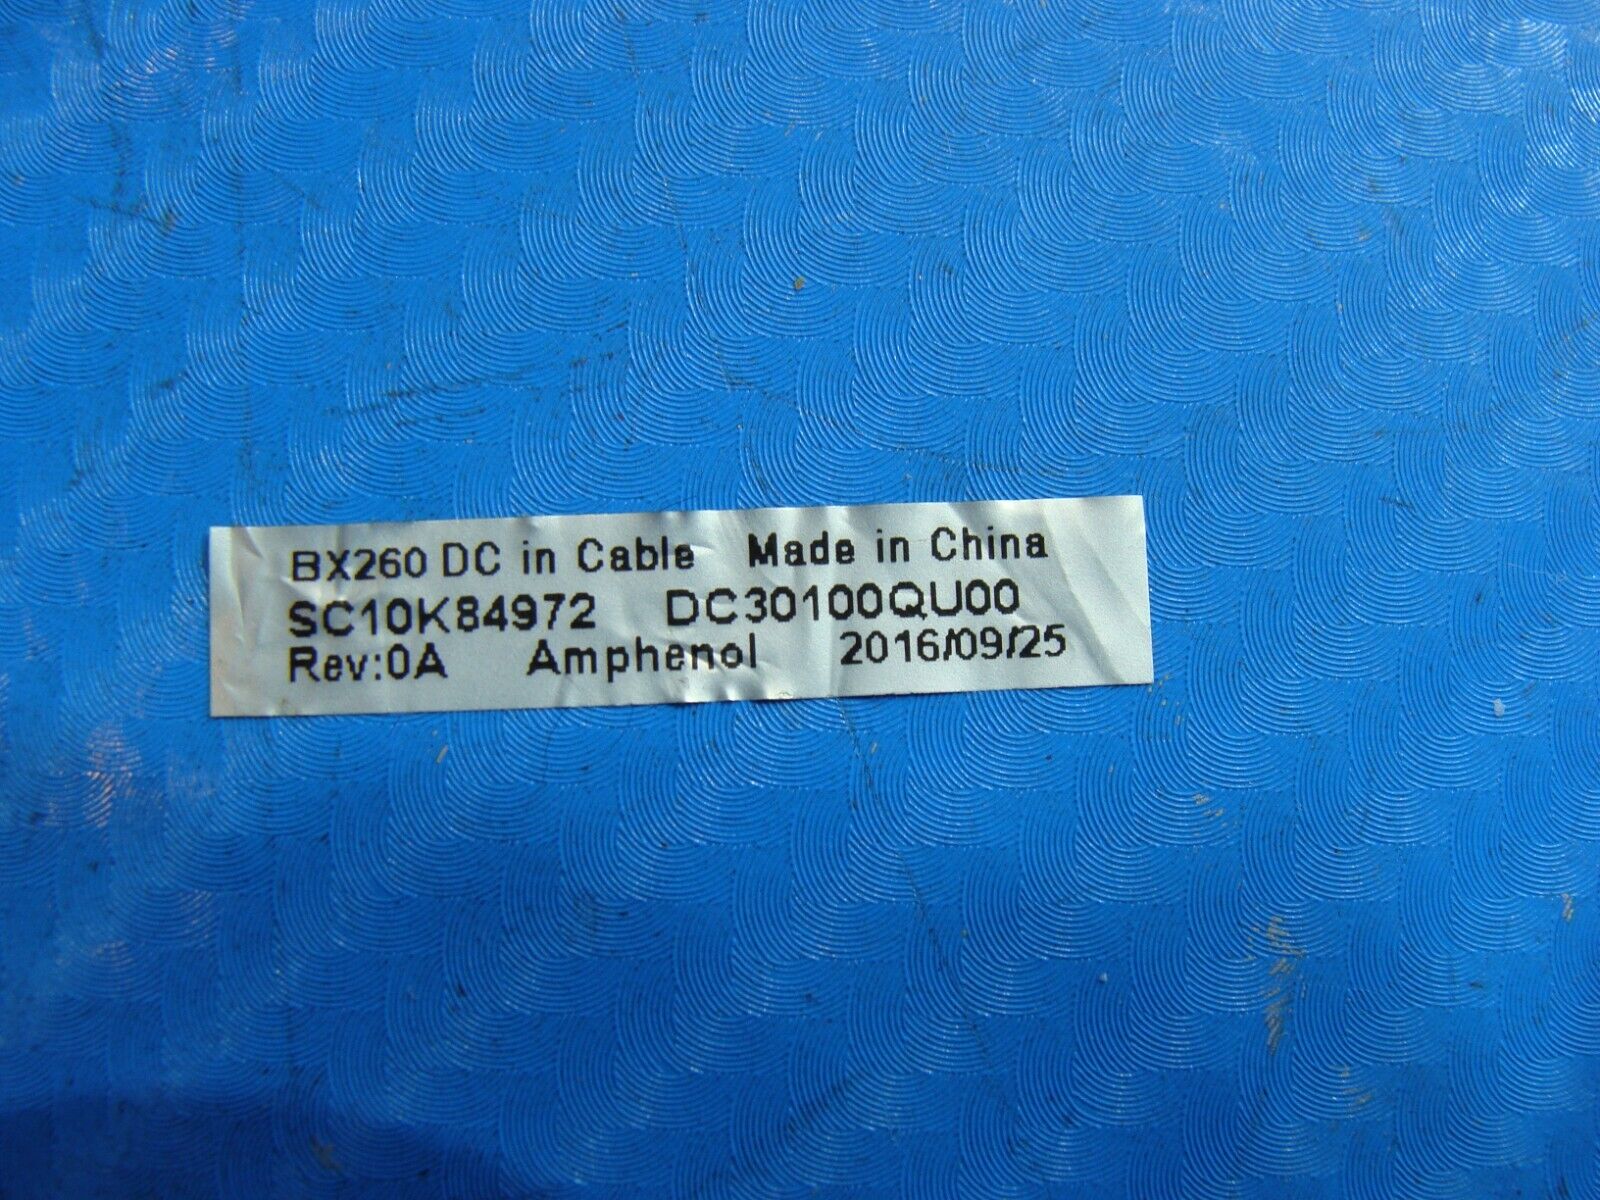 BX260 DC in Cable Made in China
SC10K84972 DC30100QU00
Rev:0A Amphenol 2016/09/25